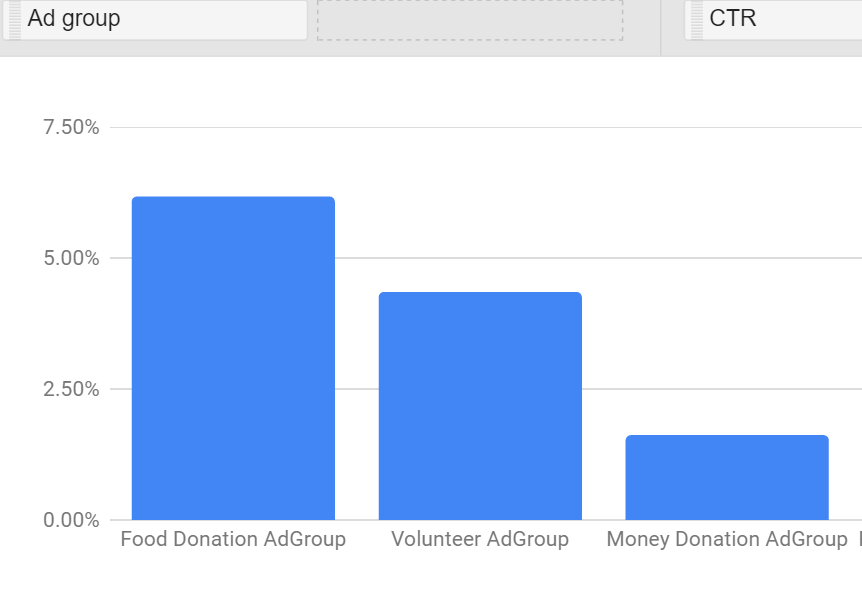 Ad group
CTR
7.50%
5.00%
2.50%
0.00%
Food Donation AdGroup
Volunteer AdGroup
Money Donation AdGroup